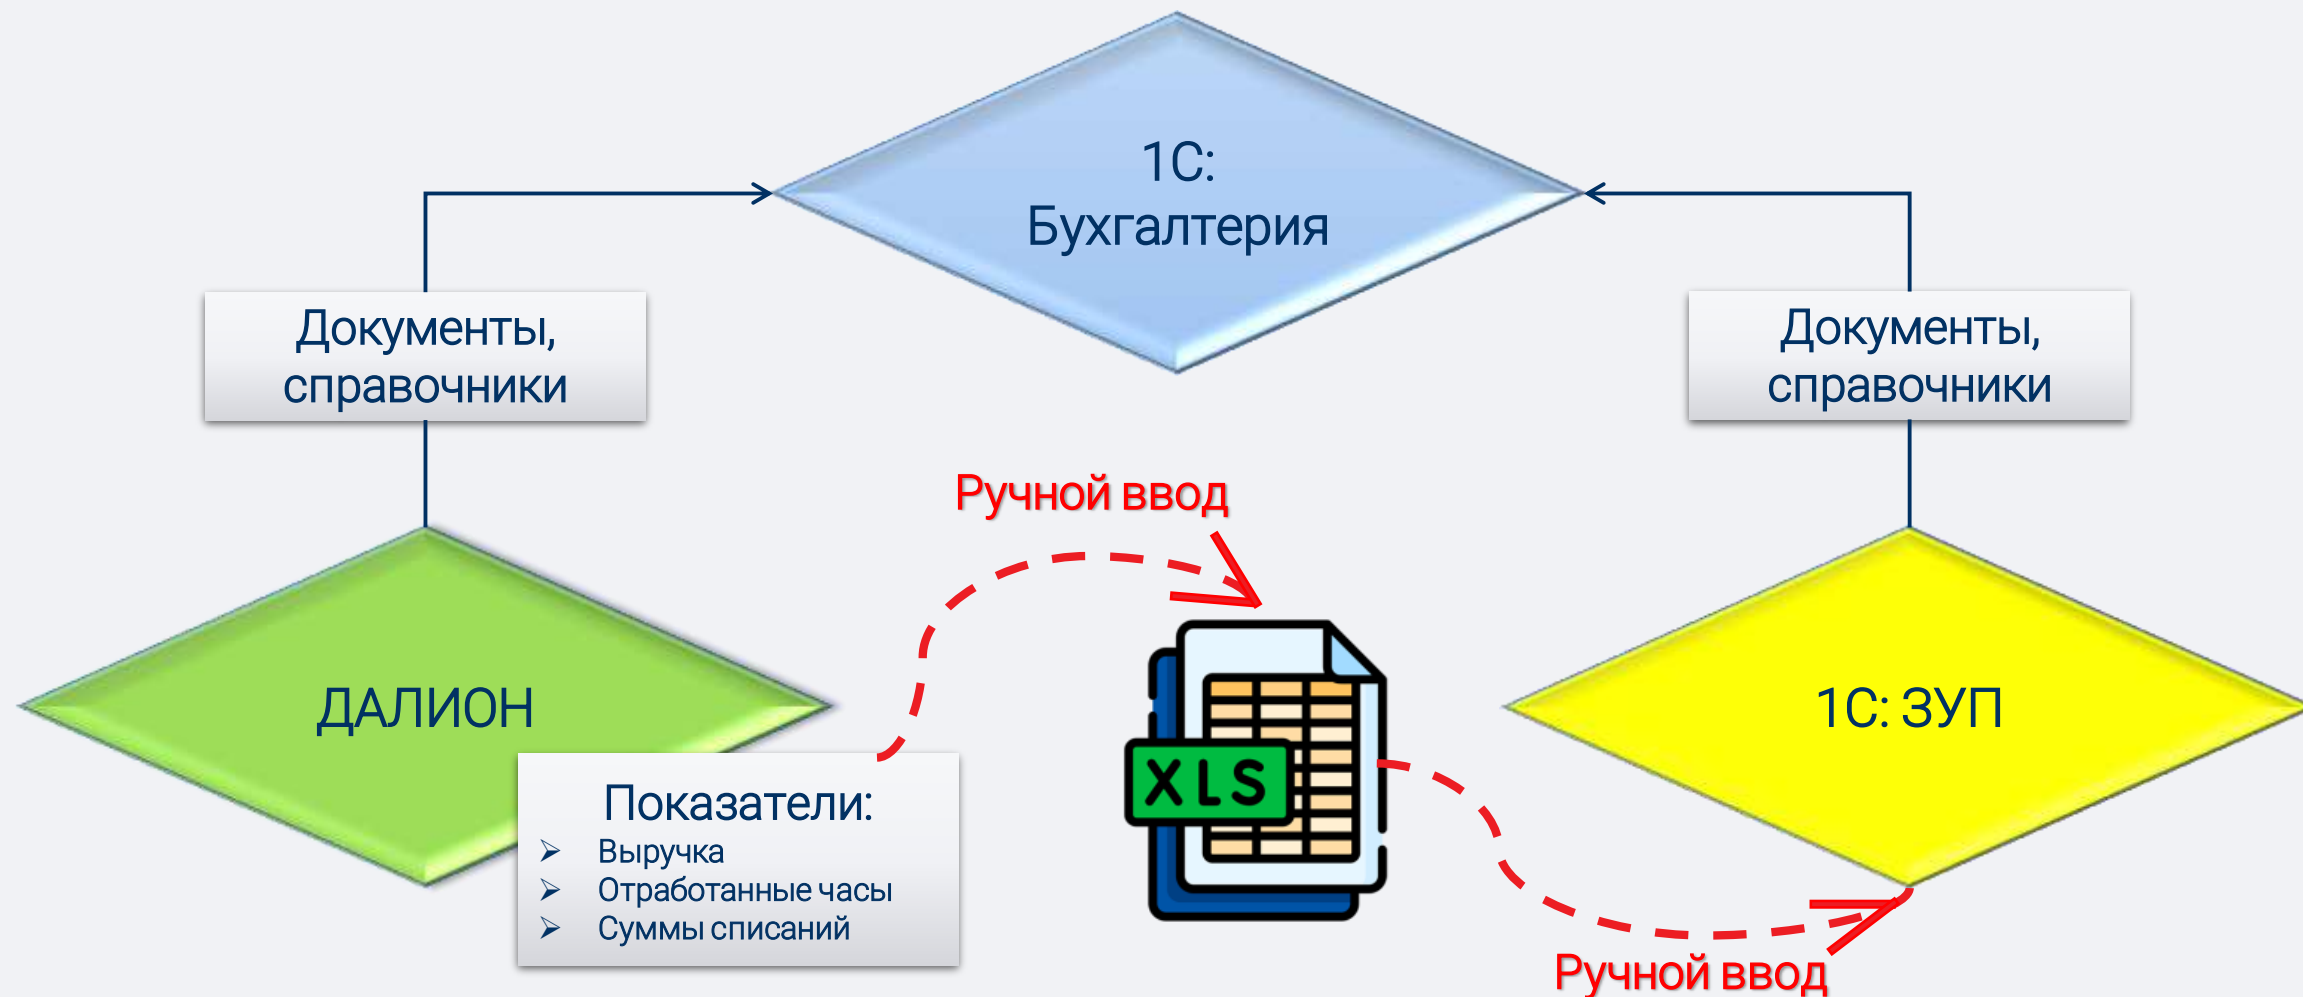 1С:
Бухгалтерия
Документы,
справочники
Документы,
справочники
Ручной ввод
ДАЛИОН
1С: ЗУП
XLS
Показатели:
➢ Выручка
➢ Отработанные часы
➢ Суммы списаний
Ручной ввод